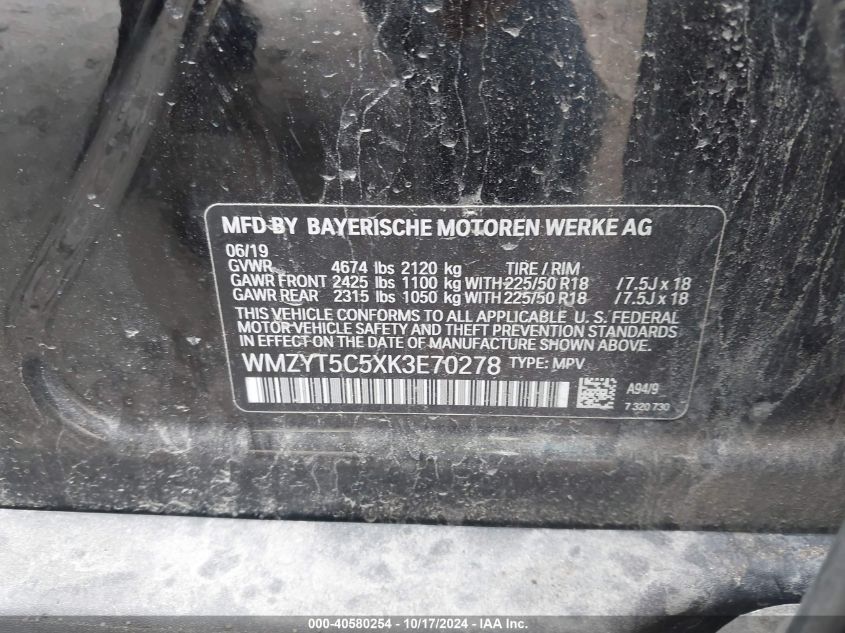 MFD BY BAYERISCHE MOTOREN WERKE AG
06/19
GVWR 4674 lbs 2120 kg TIRE / RIM
GAWR FRONT 2425 lbs 1100 kg WITH 225/50 R18 /7.5J x 18
GAWR REAR 2315 lbs 1050 kg WITH 225/50 R18 /7.5J x 18
THIS VEHICLE CONFORMS TO ALL APPLICABLE U. S. FEDERAL
MOTOR VEHICLE SAFETY AND THEFT PREVENTION STANDARDS
IN EFFECT ON THE DATE OF MANUFACTURE SHOWN ABOVE.
WMZYT5C5XK3E70278 TYPE: MPV
A94/9
7 320 730
000-40580254 - 10/17/2024 - IAA Inc.